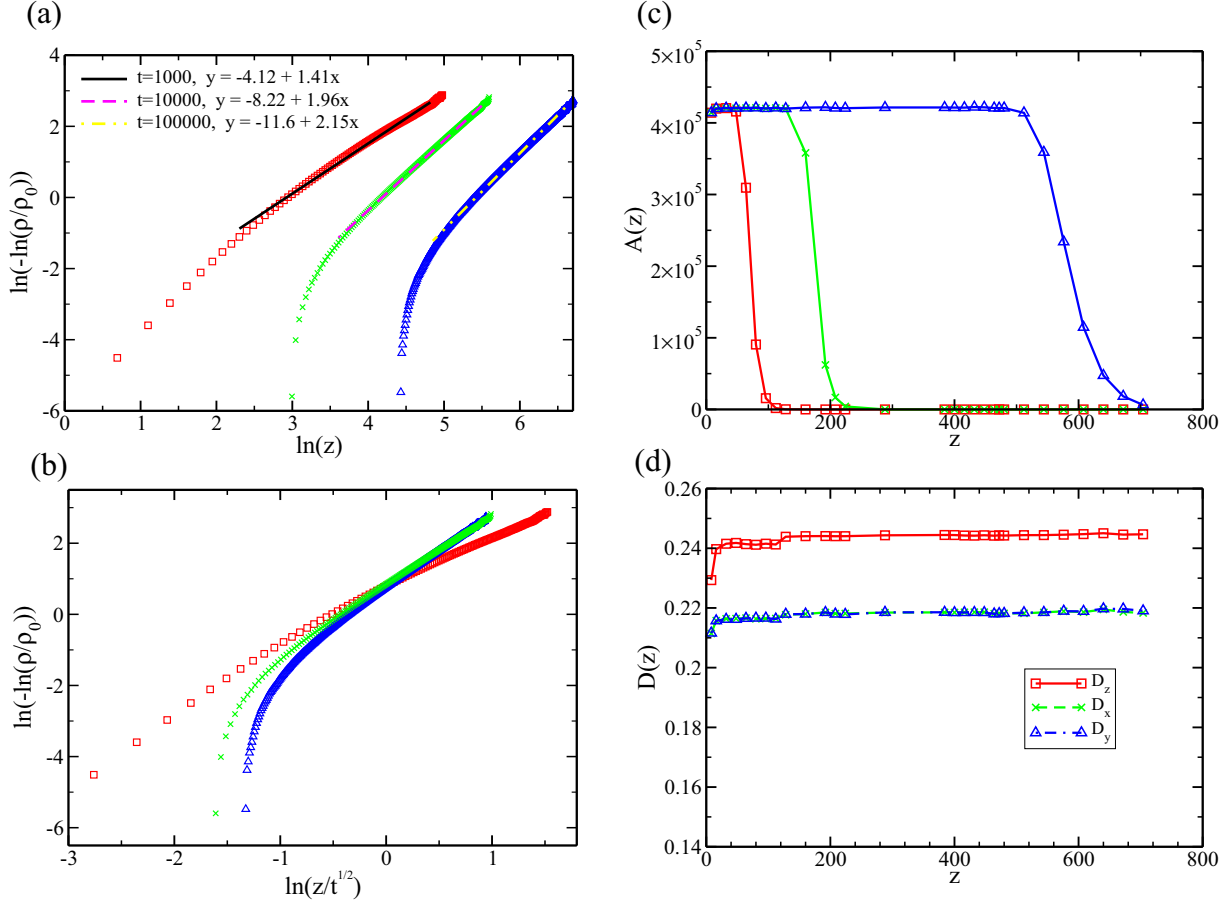 (a)
ln(-ln(ρ/ρ0))
4
2
0
-2
-4
-6
t=1000, y = -4.12 + 1.41x
t=10000, y = -8.22 + 1.96x
t=100000, y = -11.6 + 2.15x
0 1 2 3 4 5 6
ln(z)
(b)
ln(-ln(ρ/ρ0))
2
0
-2
-4
-6
-3 -2 -1 0 1
ln(z/t^1/2)
(c)
A(z)
5×10^5
4×10^5
3×10^5
2×10^5
1×10^5
0
0 200 400 600 800
z
(d)
D(z)
0.26
0.24
0.22
0.2
0.18
0.16
0.14
D_z
D_x
D_y
0 200 400 600 800
z